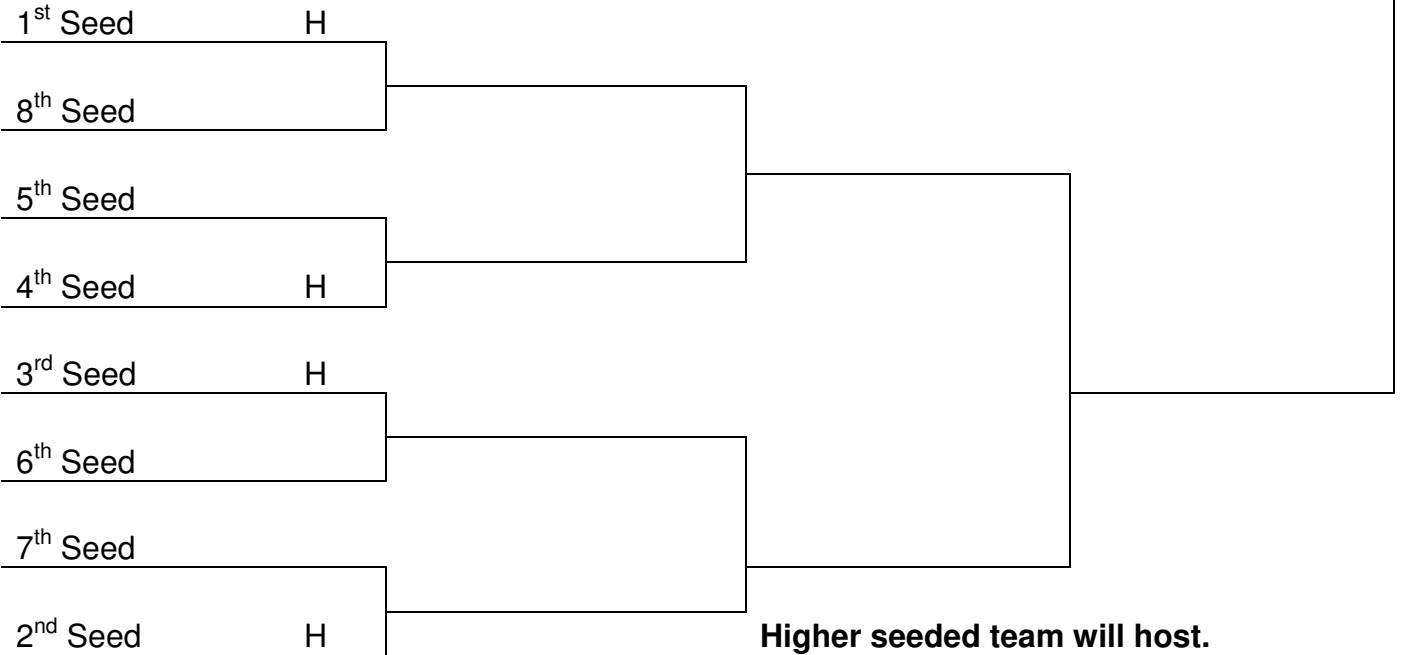 1st Seed H
8th Seed
5th Seed
4th Seed H
3rd Seed H
6th Seed
7th Seed
2nd Seed H
Higher seeded team will host.